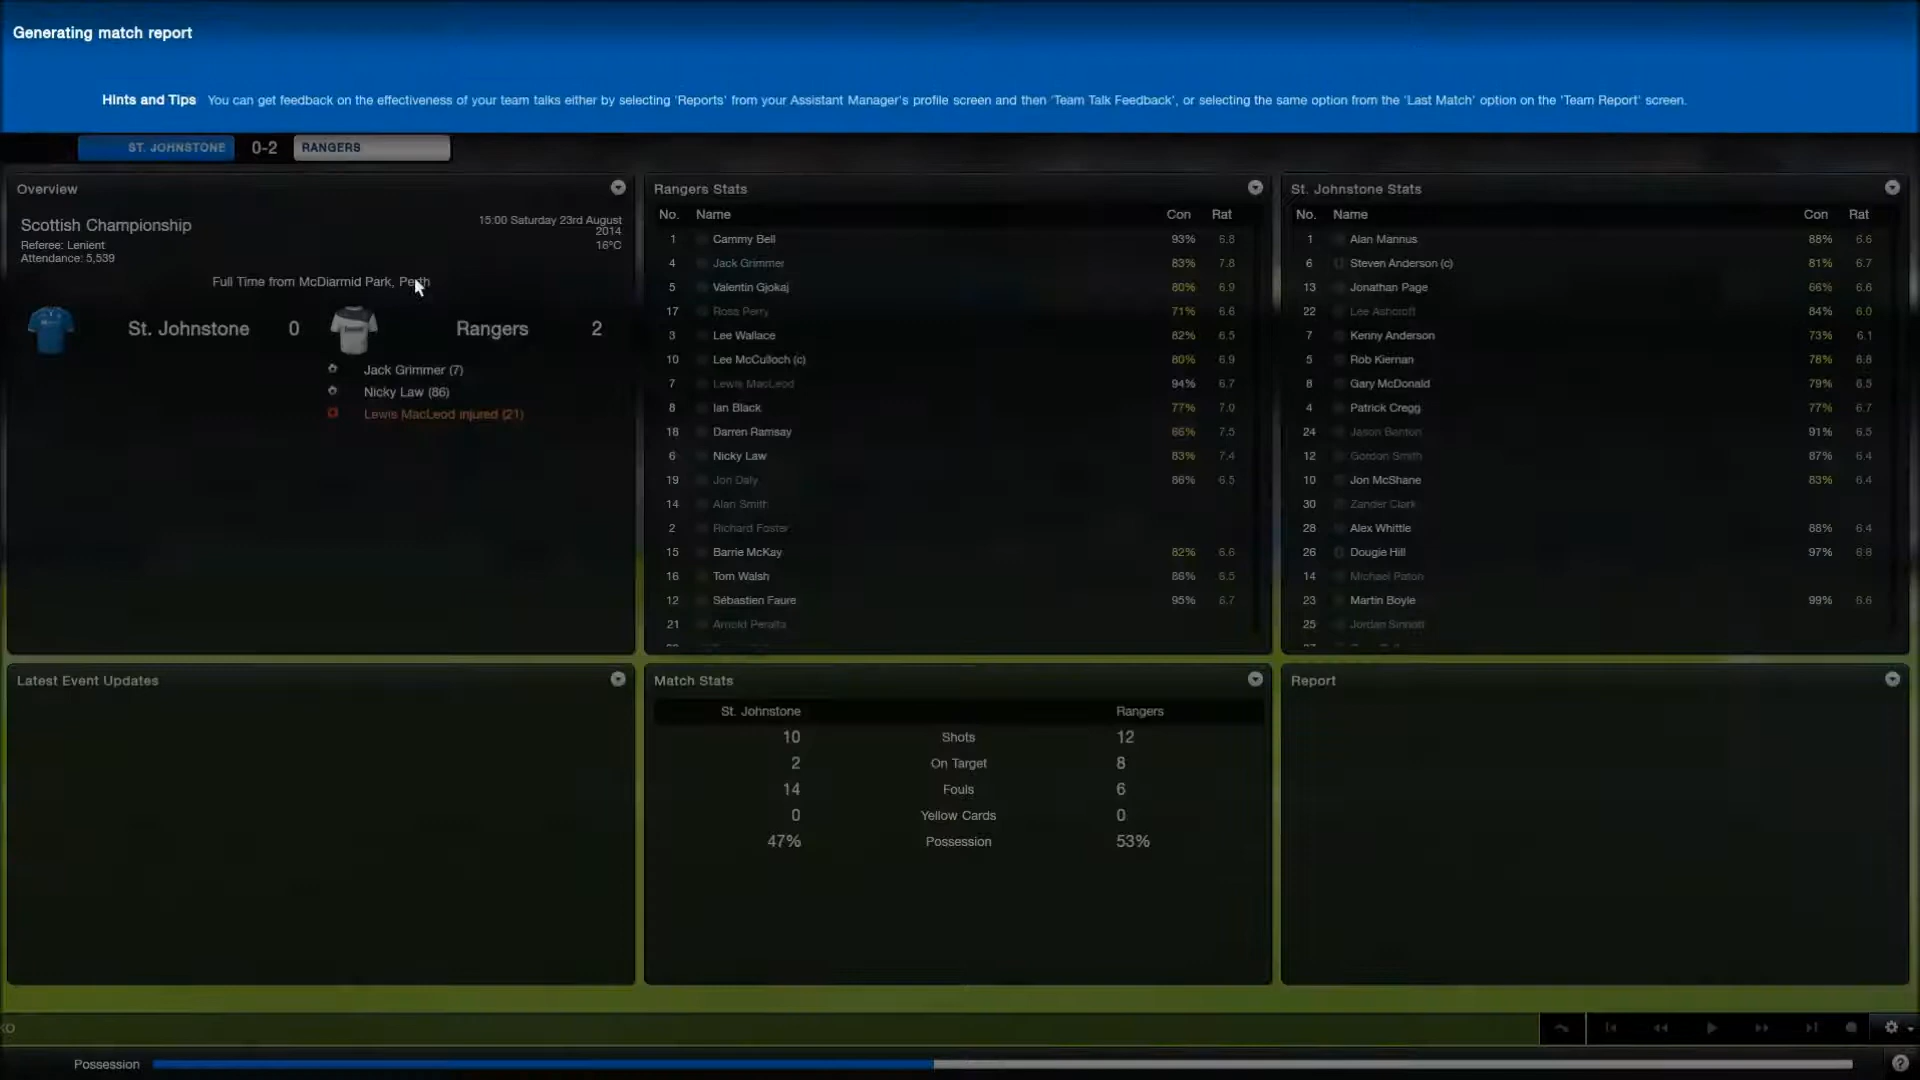 Generating match report
Hints and Tips You can get feedback on the effectiveness of your team talks either by selecting 'Reports' from your Assistant Manager's profile screen and then 'Team Talk Feedback', or selecting the same option from the 'Last Match' option on the 'Team Report' screen.
ST. JOHNSTONE 0-2 RANGERS
Overview
Scottish Championship
15:00 Saturday 23rd August
2014
Referee: Lenient
16°C
Attendance: 5,539
Full Time from McDiarmid Park, Perth
St. Johnstone 0 Rangers 2
Jack Grimmer (7)
Nicky Law (86)
Lewis MacLeod injured (21)
Rangers Stats
No. Name Con Rat
1 Cammy Bell 93% 6.8
4 Jack Grimmer 83% 7.8
5 Valentin Gjokaj 80% 6.9
17 Ross Perry 71% 6.6
3 Lee Wallace 82% 6.5
10 Lee McCulloch (c) 80% 6.9
7 Lewis MacLeod 94% 6.7
8 Ian Black 77% 7.0
18 Darren Ramsay 66% 7.5
6 Nicky Law 83% 7.4
19 Jon Daly 86% 6.5
14 Alan Smith
2 Richard Foster
15 Barrie McKay 82% 6.6
16 Tom Walsh 86% 6.5
12 Sébastien Faure 95% 6.7
21 Arnold Peralta
St. Johnstone Stats
No. Name Con Rat
1 Alan Mannus 88% 6.6
6 Steven Anderson (c) 81% 6.7
13 Jonathan Page 66% 6.6
22 Lee Ashcroft 84% 6.0
7 Kenny Anderson 73% 6.1
5 Rob Kiernan 78% 6.8
8 Gary McDonald 79% 6.5
4 Patrick Cregg 77% 6.7
24 Jason Banton 91% 6.5
12 Gordon Smith 87% 6.4
10 Jon McShane 83% 6.4
30 Zander Clark
28 Alex Whittle 88% 6.4
26 Dougie Hill 97% 6.8
14 Michael Paton
23 Martin Boyle 99% 6.6
25 Jordan Sinnott
Latest Event Updates
Match Stats
St. Johnstone Rangers
10 Shots 12
2 On Target 8
14 Fouls 6
0 Yellow Cards 0
47% Possession 53%
Report
KO
Possession